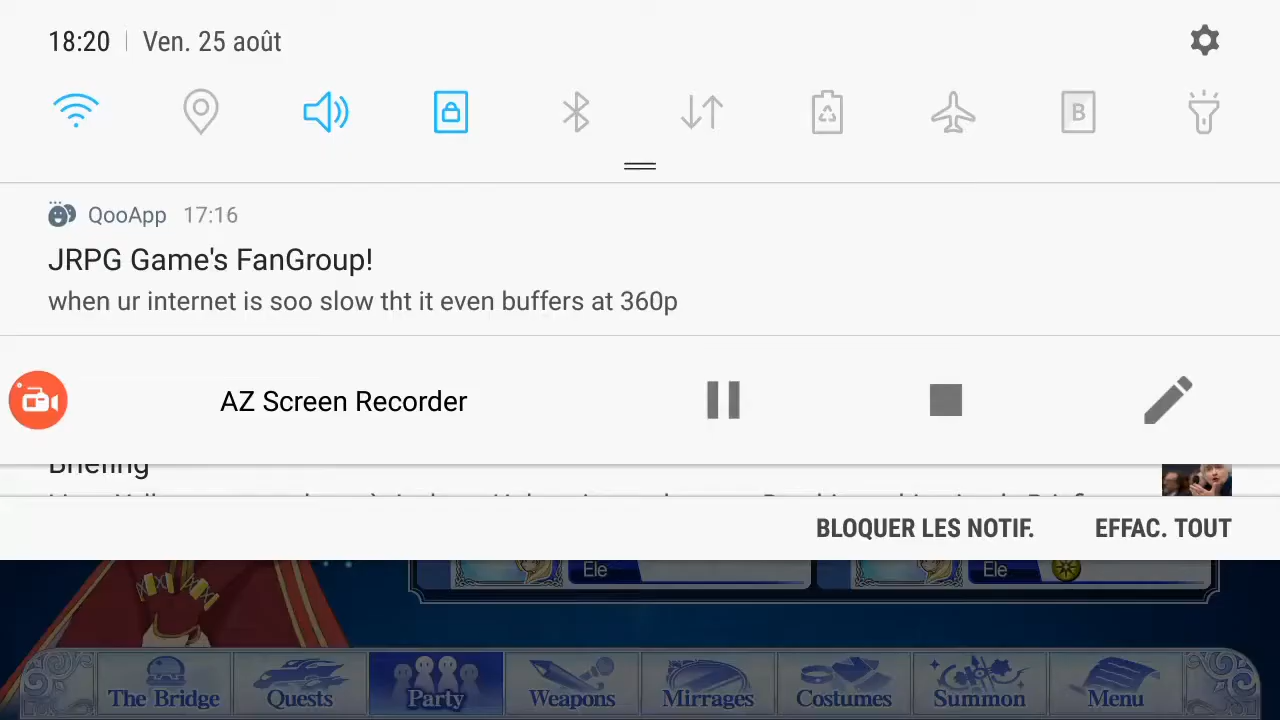 18:20 | Ven. 25 août
B
QooApp 17:16
JRPG Game's FanGroup!
when ur internet is soo slow tht it even buffers at 360p
AZ Screen Recorder
Briefing
BLOQUER LES NOTIF. EFFAC. TOUT
Ele Ele
The Bridge Quests Party Weapons Mirrages Costumes Summon Menu